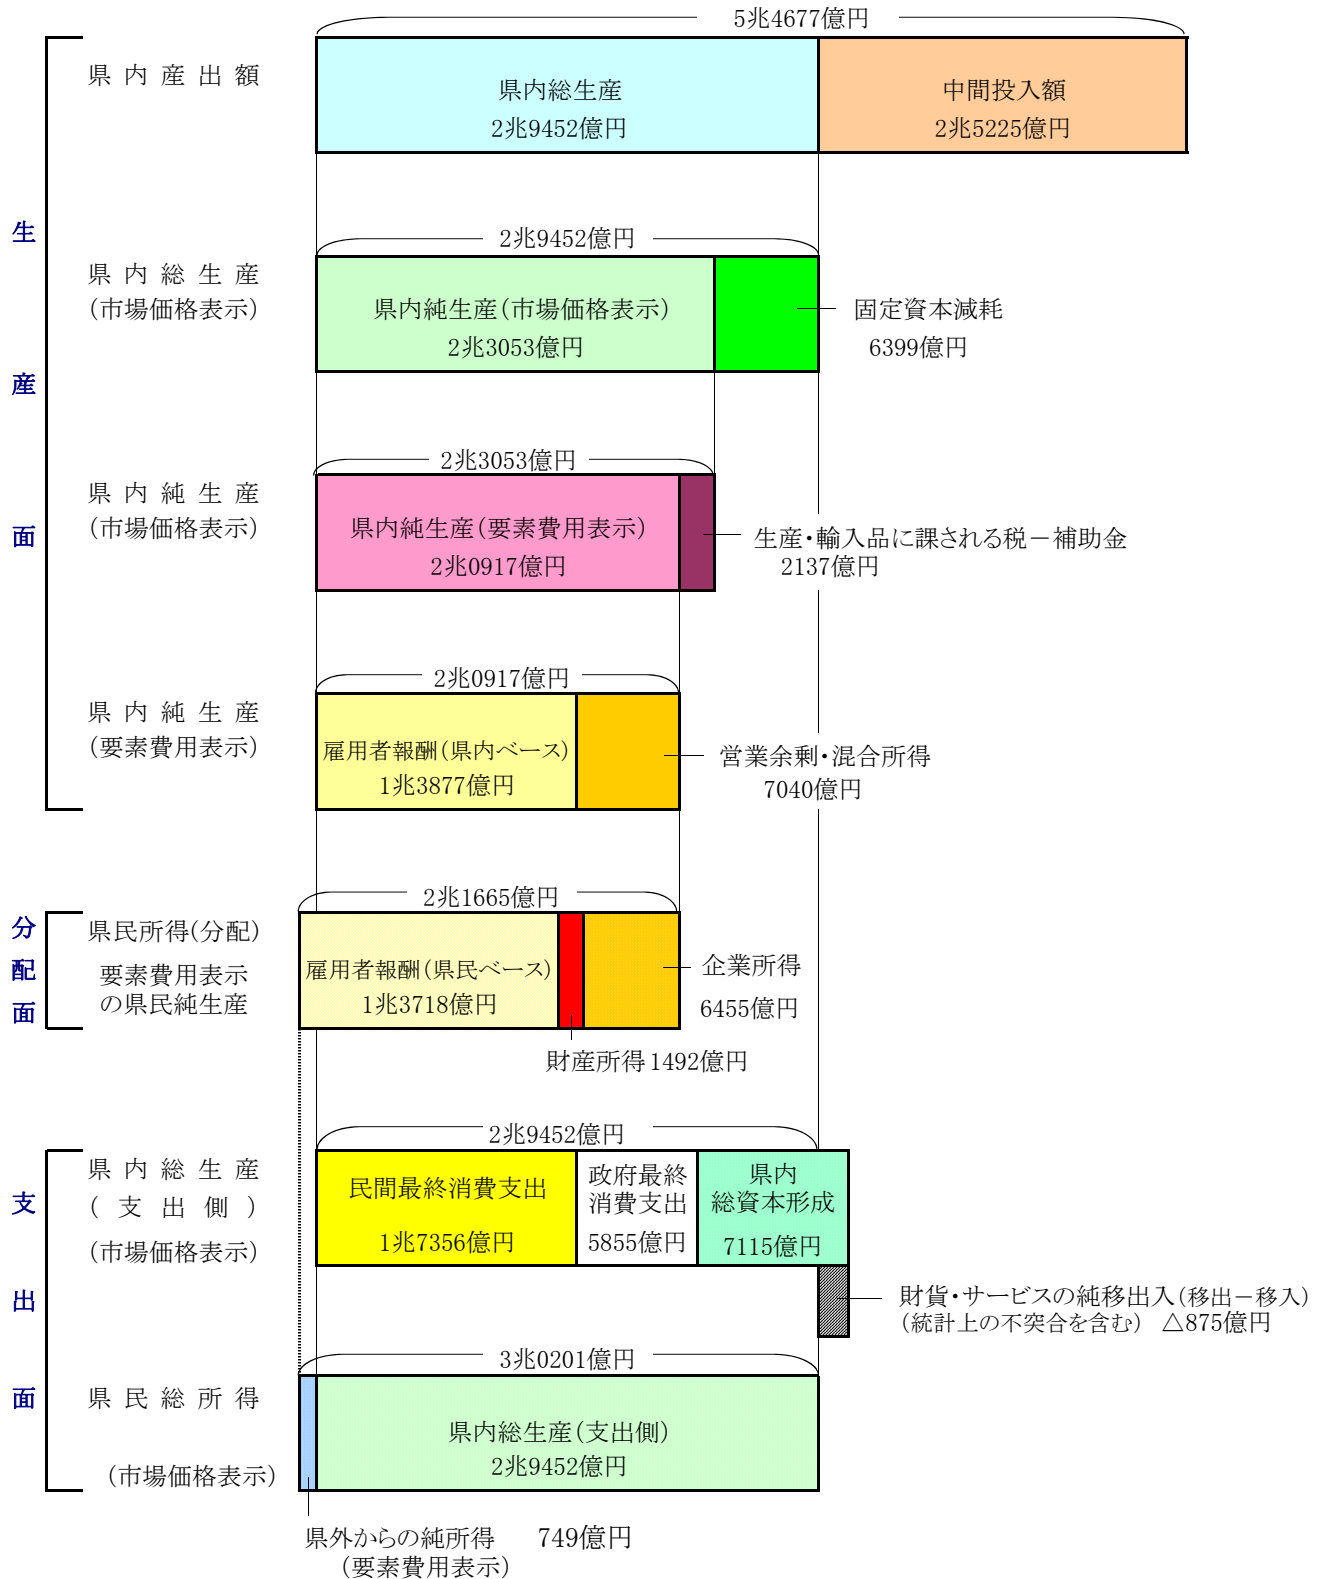 5兆4677億円
県内産出額
県内総生産
2兆9452億円
中間投入額
2兆5225億円
生産面
2兆9452億円
県内総生産
(市場価格表示)
県内純生産(市場価格表示)
2兆3053億円
固定資本減耗
6399億円
2兆3053億円
県内純生産
(市場価格表示)
県内純生産(要素費用表示)
2兆0917億円
生産・輸入品に課される税－補助金
2137億円
2兆0917億円
県内純生産
(要素費用表示)
雇用者報酬(県内ベース)
1兆3877億円
営業余剰・混合所得
7040億円
分配面
2兆1665億円
県民所得(分配)
要素費用表示
の県民純生産
雇用者報酬(県民ベース)
1兆3718億円
企業所得
6455億円
財産所得 1492億円
支出面
2兆9452億円
県内総生産
(支出側)
(市場価格表示)
民間最終消費支出
1兆7356億円
政府最終
消費支出
5855億円
県内
総資本形成
7115億円
財貨・サービスの純移出入(移出－移入)
(統計上の不突合を含む) △875億円
3兆0201億円
県民総所得
(市場価格表示)
県内総生産(支出側)
2兆9452億円
県外からの純所得 749億円
(要素費用表示)